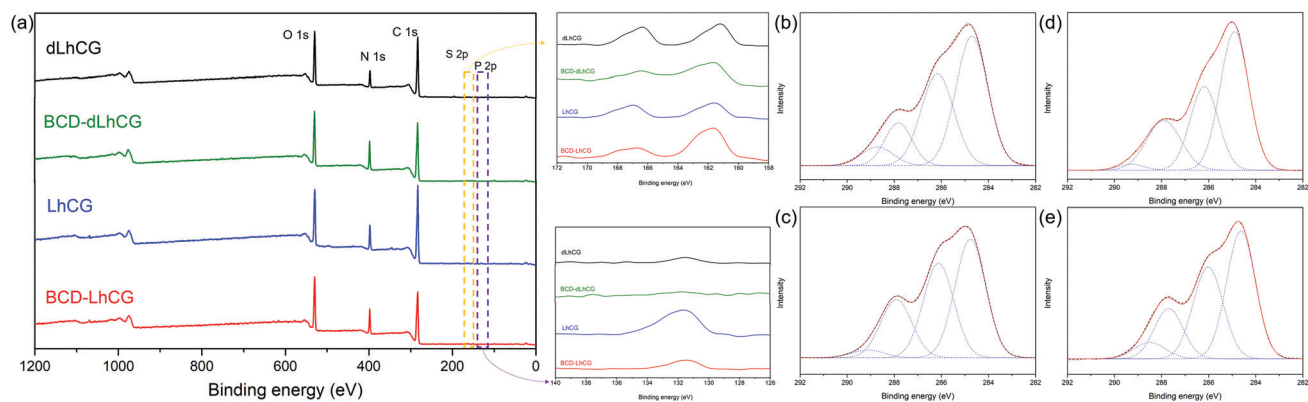 (a)
dLhCG
O 1s
N 1s
C 1s
S 2p
P 2p
BCD-dLhCG
LhCG
BCD-LhCG
1200 1000 800 600 400 200 0
Binding energy (eV)
dLhCG
BCD-dLhCG
LhCG
BCD-LhCG
172 170 168 166 164 162 160 158
Binding energy (eV)
dLhCG
BCD-dLhCG
LhCG
BCD-LhCG
140 138 136 134 132 130 128 126
Binding energy (eV)
(b)
Intensity
292 290 288 286 284 282
Binding energy (eV)
(d)
Intensity
292 290 288 286 284 282
Binding energy (eV)
(c)
Intensity
292 290 288 286 284 282
Binding energy (eV)
(e)
Intensity
292 290 288 286 284 282
Binding energy (eV)